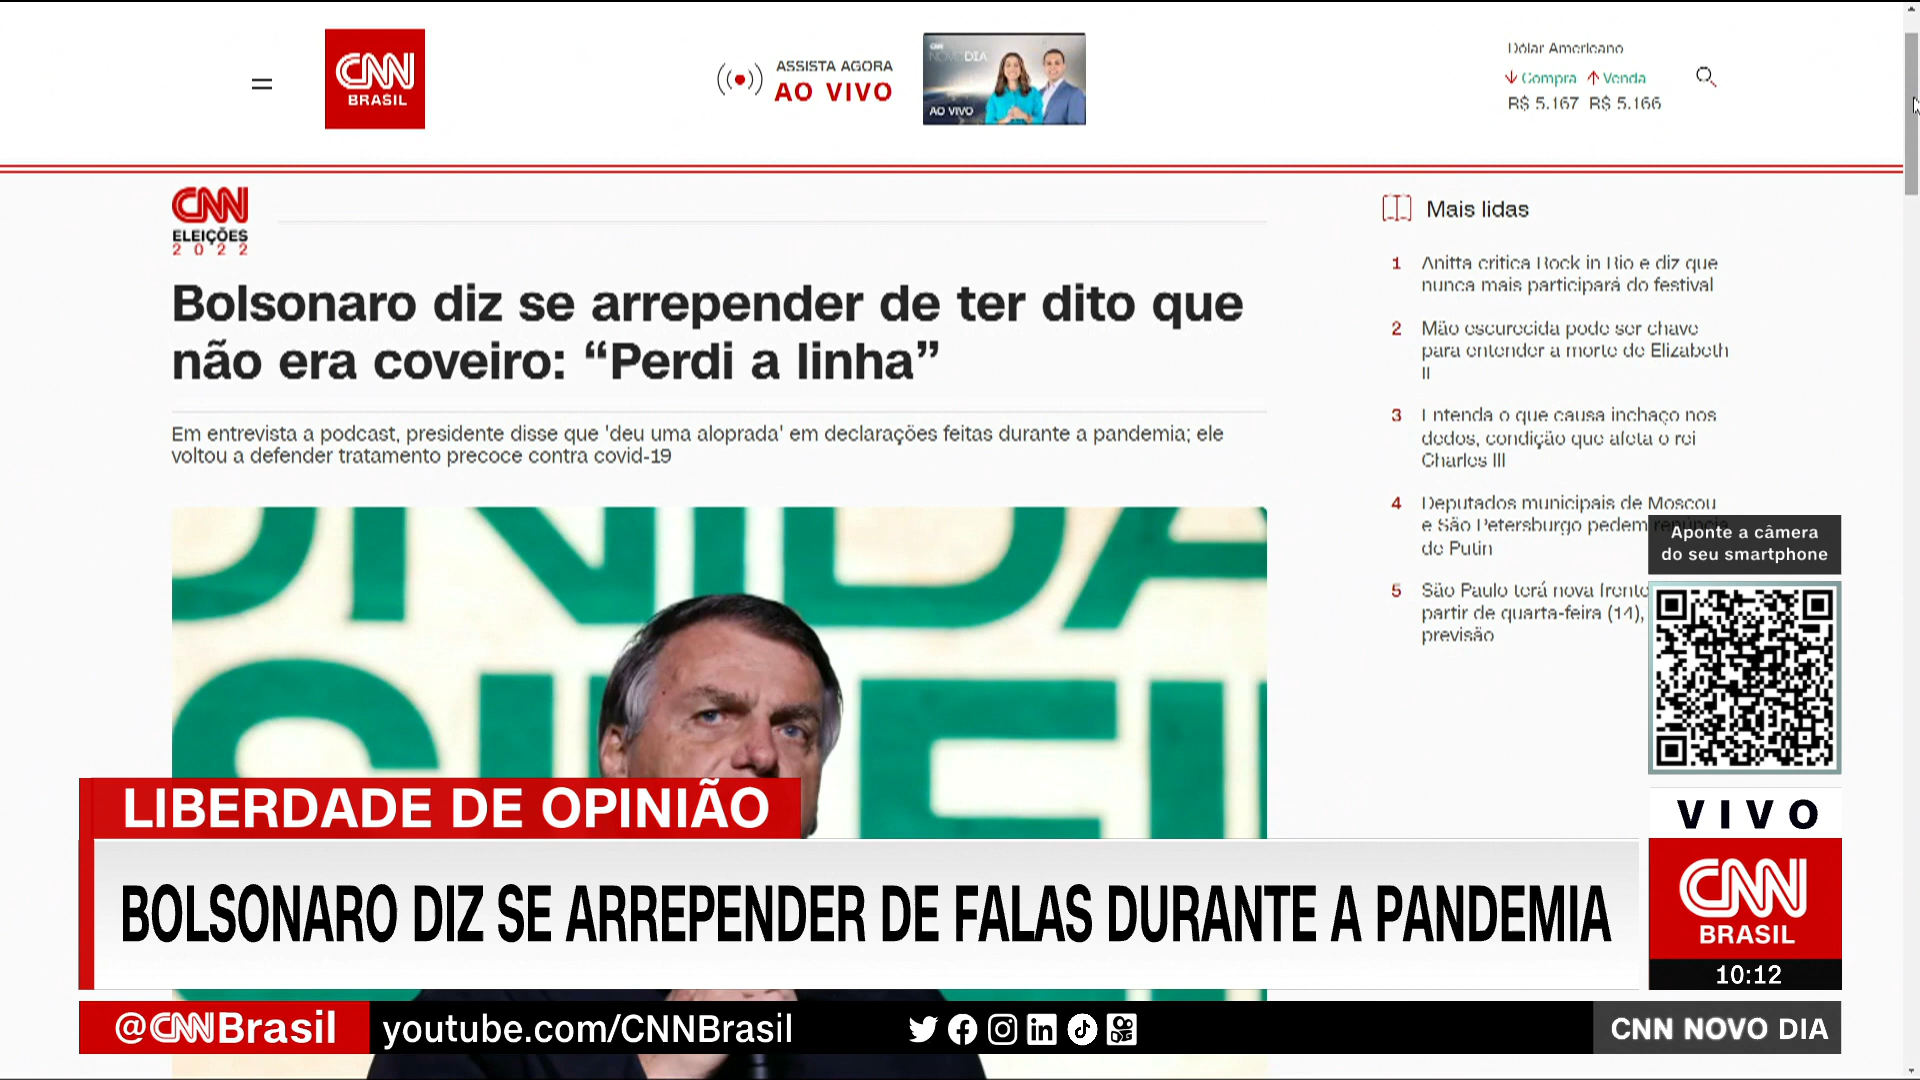 CNN
BRASIL
ASSISTA AGORA
AO VIVO
CNN
NOVO DIA
AO VIVO
Dólar Americano
Compra Venda
R$ 5.167 R$ 5.166
CNN
ELEIÇÕES
2022
Bolsonaro diz se arrepender de ter dito que
não era coveiro: “Perdi a linha”
Em entrevista a podcast, presidente disse que 'deu uma aloprada' em declarações feitas durante a pandemia; ele
voltou a defender tratamento precoce contra covid-19
Mais lidas
1 Anitta critica Rock in Rio e diz que
nunca mais participará do festival
2 Mão escurecida pode ser chave
para entender a morte de Elizabeth
II
3 Entenda o que causa inchaço nos
dedos, condição que afeta o rei
Charles III
4 Deputados municipais de Moscou
e São Petersburgo pedem renúncia
de Putin
5 São Paulo terá nova frente
partir de quarta-feira (14),
previsão
Aponte a câmera
do seu smartphone
UNIDA
LIBERDADE DE OPINIÃO
BOLSONARO DIZ SE ARREPENDER DE FALAS DURANTE A PANDEMIA
VIVO
CNN
BRASIL
10:12
@CNNBrasil
youtube.com/CNNBrasil
CNN NOVO DIA